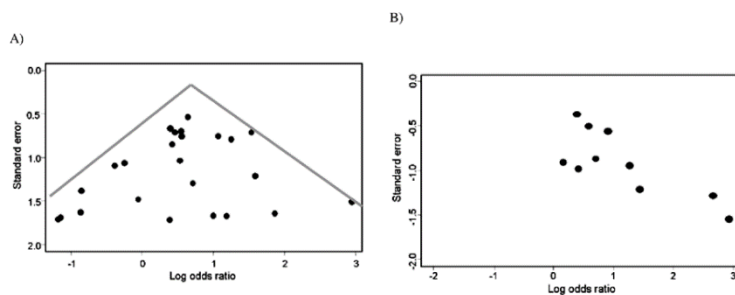 A)
0.0
0.5
1.0
1.5
2.0
Standard error
-1 0 1 2 3
Log odds ratio
B)
0.0
-0.5
-1.0
-1.5
-2.0
Standard error
-2 -1 0 1 2 3
Log odds ratio